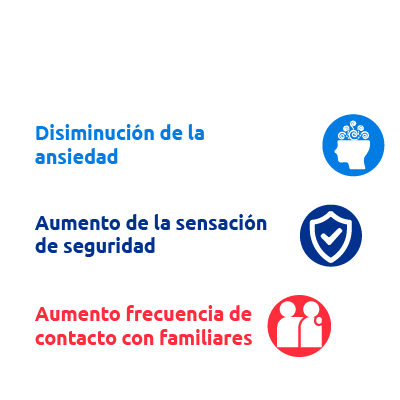 Disiminución de la
ansiedad
Aumento de la sensación
de seguridad
Aumento frecuencia de
contacto con familiares